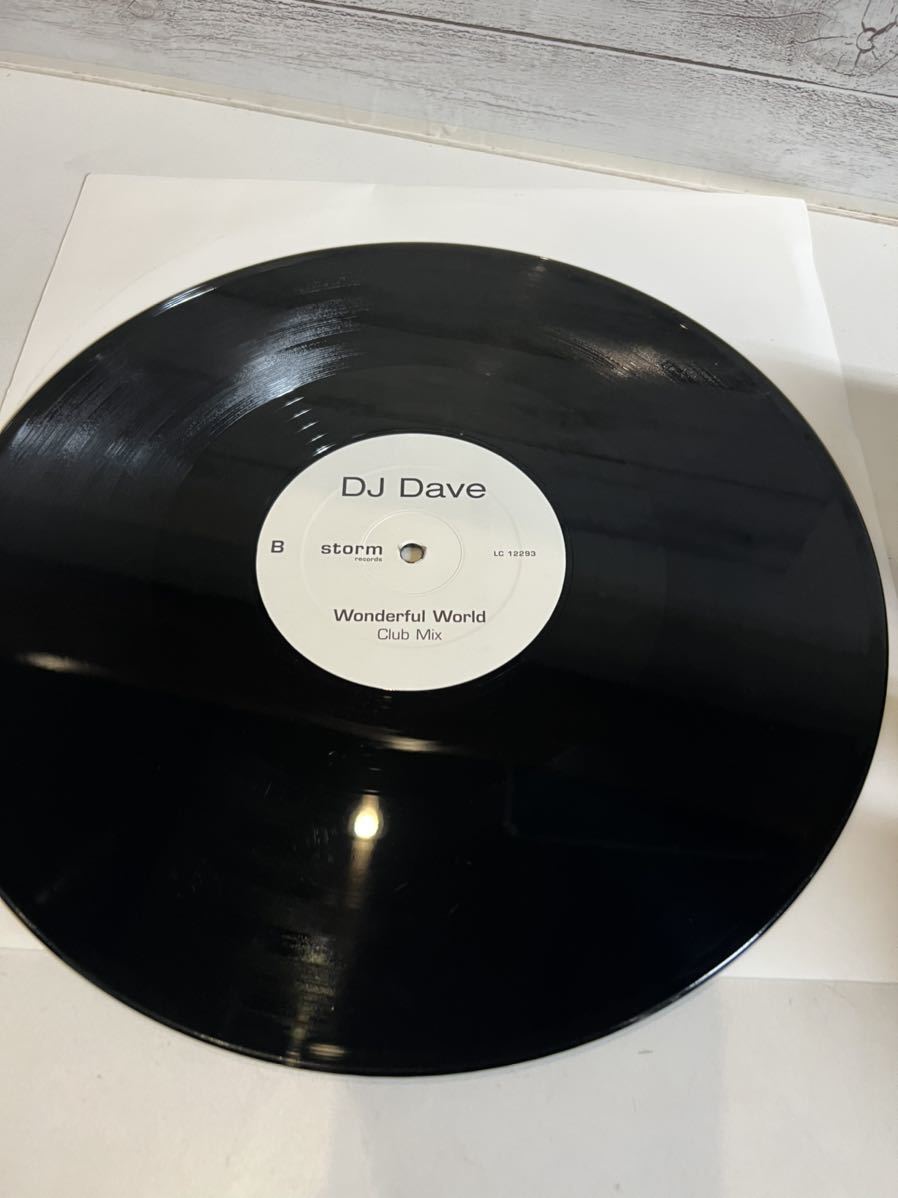 DJ Dave
B
storm
records
LC 12293
Wonderful World
Club Mix